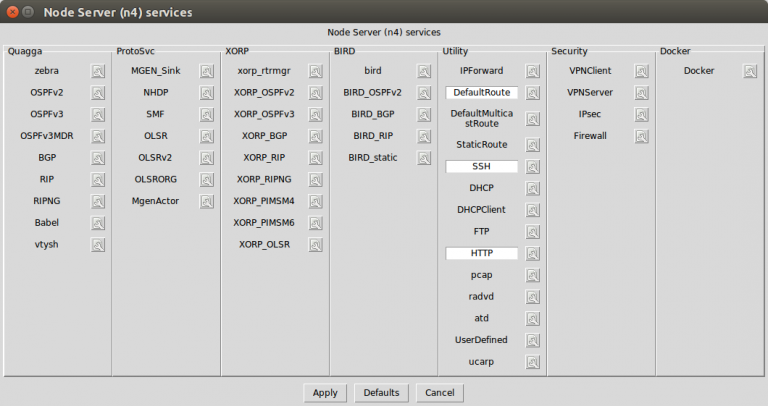 Node Server (n4) services
Node Server (n4) services
Quagga
zebra
OSPFv2
OSPFv3
OSPFv3MDR
BGP
RIP
RIPNG
Babel
vtysh
ProtoSvc
MGEN_Sink
NHDP
SMF
OLSR
OLSRv2
OLSRORG
MgenActor
XORP
xorp_rtrmgr
XORP_OSPFv2
XORP_OSPFv3
XORP_BGP
XORP_RIP
XORP_RIPNG
XORP_PIMSM4
XORP_PIMSM6
XORP_OLSR
BIRD
bird
BIRD_OSPFv2
BIRD_BGP
BIRD_RIP
BIRD_static
Utility
IPForward
DefaultRoute
DefaultMultica
stRoute
StaticRoute
SSH
DHCP
DHCPClient
FTP
HTTP
pcap
radvd
atd
UserDefined
ucarp
Security
VPNClient
VPNServer
IPsec
Firewall
Docker
Docker
Apply
Defaults
Cancel